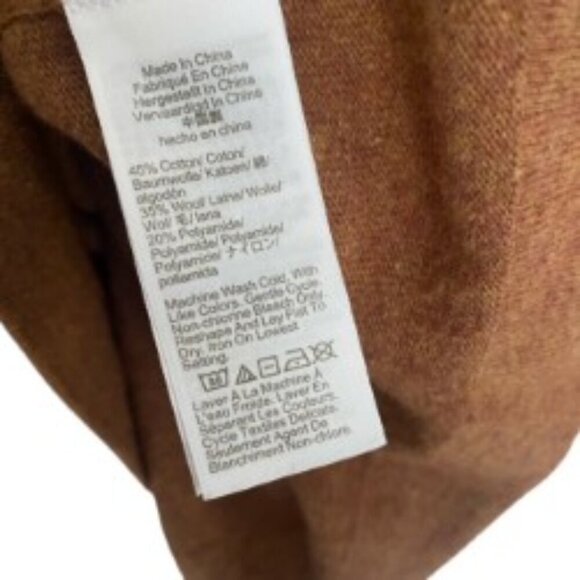 Made In China
Fabriqué En China
Hergestellt In China
Vervaardigd In China
中国製
hecho en china
45% Cotton/ Coton/
Baumwolle/ Katoen/ 綿/
algodón
35% Wool/ Laine/ Wolle/
Wol/ 毛/ lana
20% Polyamide/
Polyamide/ Polyamide/
Polyamide/ ナイロン/
poliamida
Machine Wash Cold, With
Like Colors. Gentle Cycle.
Non-chlorine Bleach Only.
Reshape And Lay Flat To
Dry. Iron On Lowest
Setting.
Laver À La Machine À
L'eau Froide. Laver En
Séparant Les Couleurs.
Cycle Textiles Délicats.
Seulement Agent De
Blanchiment Non-chlore.